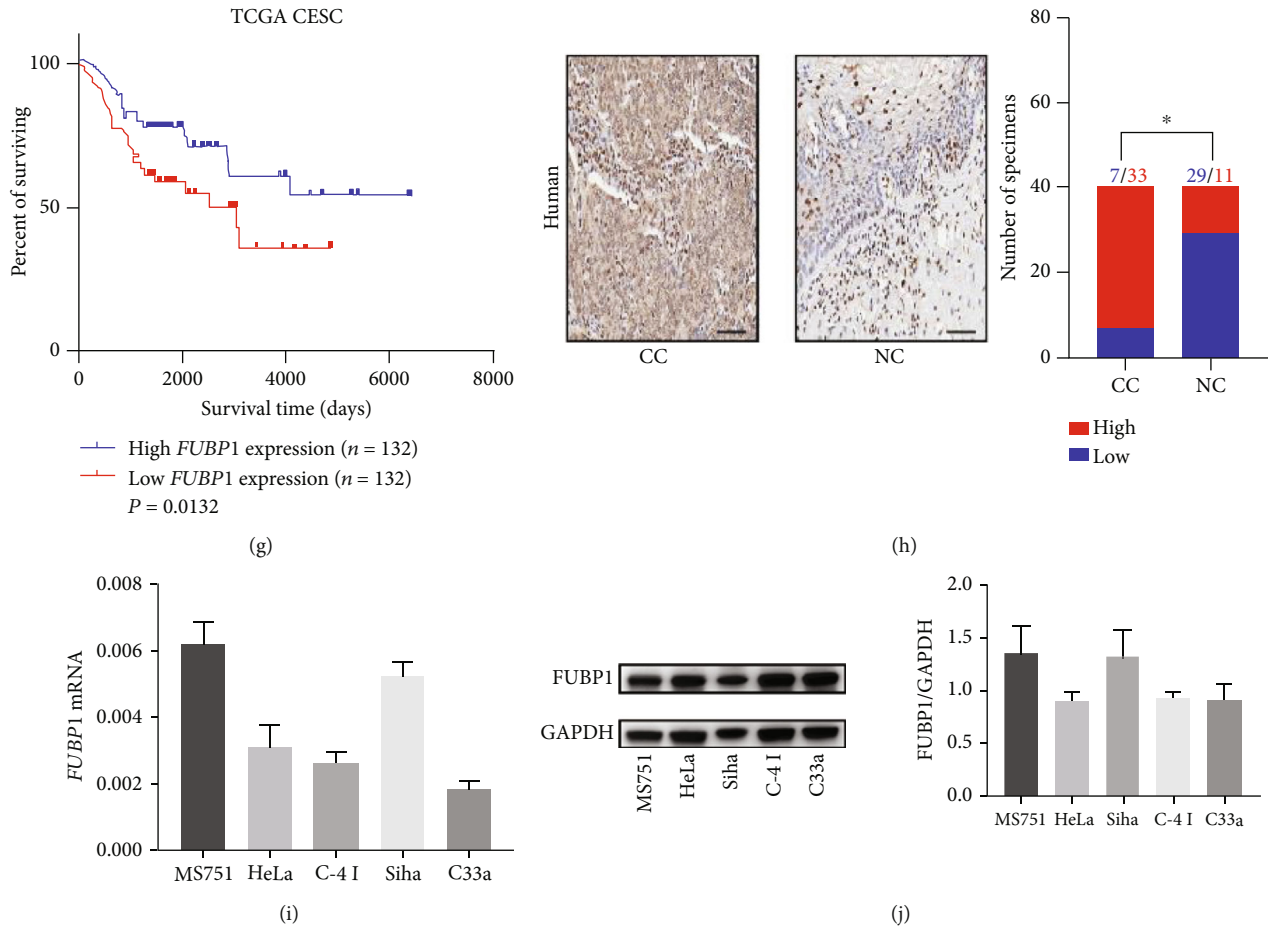 TCGA CESC
Percent of surviving
100
50
0
0 2000 4000 6000 8000
Survival time (days)
High FUBP1 expression (n = 132)
Low FUBP1 expression (n = 132)
P = 0.0132
(g)
Human
CC
NC
Number of specimens
80
60
40
20
0
*
7/33 29/11
CC NC
High
Low
(h)
FUBP1 mRNA
0.008
0.006
0.004
0.002
0.000
MS751 HeLa C-4 I Siha C33a
(i)
FUBP1
GAPDH
MS751 HeLa Siha C-4 I C33a
FUBP1/GAPDH
2.0
1.5
1.0
0.5
0.0
MS751 HeLa Siha C-4 I C33a
(j)